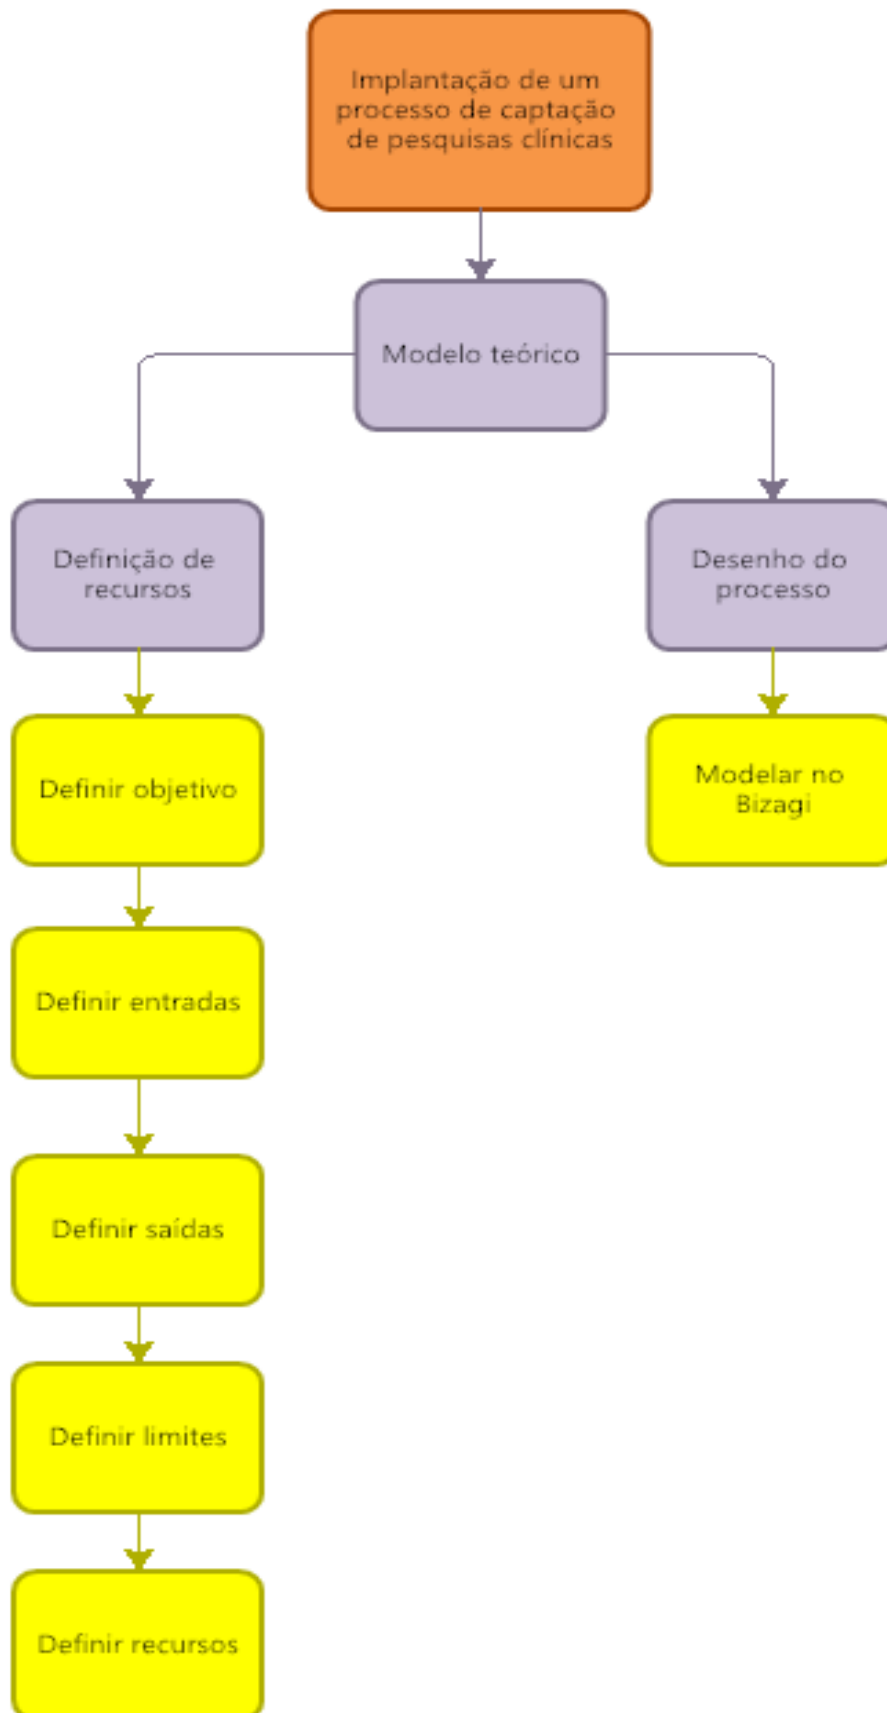 Implantação de um
processo de captação
de pesquisas clínicas
Modelo teórico
Definição de
recursos
Desenho do
processo
Definir objetivo
Modelar no
Bizagi
Definir entradas
Definir saídas
Definir limites
Definir recursos